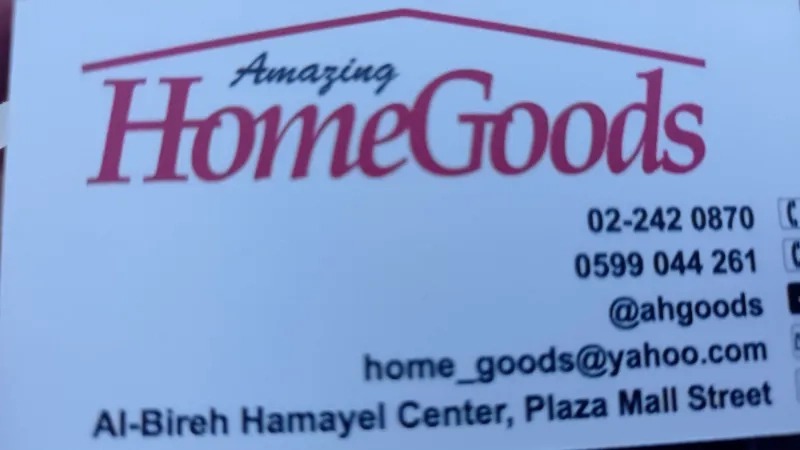 Amazing
HomeGoods
02-242 0870
0599 044 261
@ahgoods
home_goods@yahoo.com
Al-Bireh Hamayel Center, Plaza Mall Street